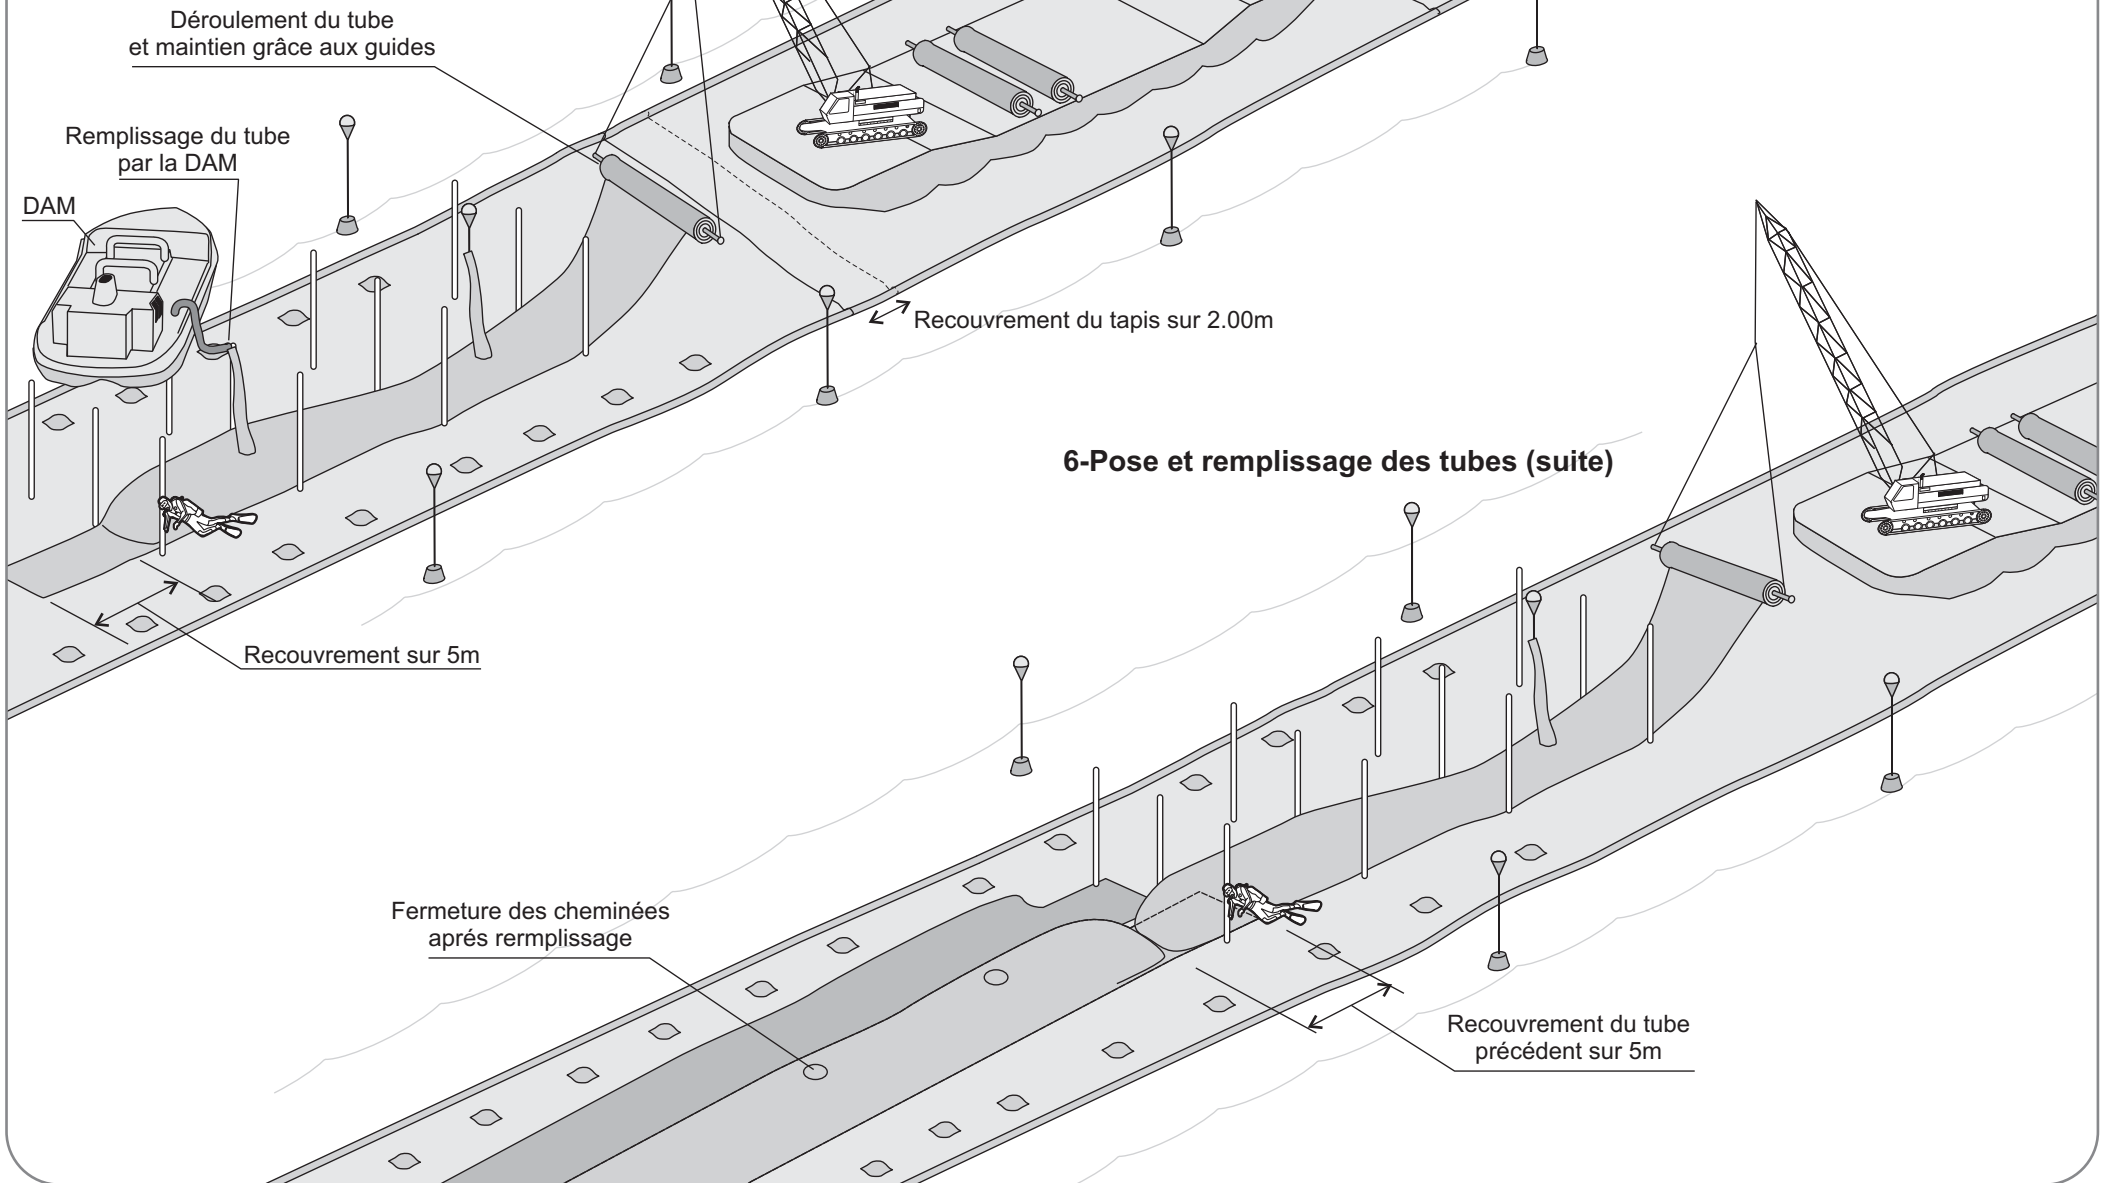 Déroulement du tube
et maintien grâce aux guides
Remplissage du tube
par la DAM
DAM
Recouvrement du tapis sur 2.00m
6-Pose et remplissage des tubes (suite)
Recouvrement sur 5m
Fermeture des cheminées
aprés rermplissage
Recouvrement du tube
précédent sur 5m